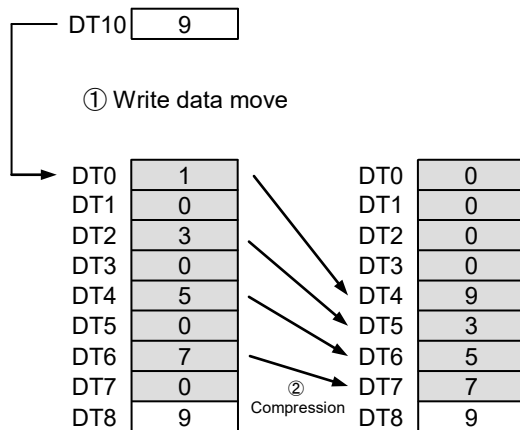 DT10 9
① Write data move
DT0 1 DT0 0
DT1 0 DT1 0
DT2 3 DT2 0
DT3 0 DT3 0
DT4 5 DT4 9
DT5 0 DT5 3
DT6 7 DT6 5
DT7 0 ② DT7 7
Compression
DT8 9 DT8 9